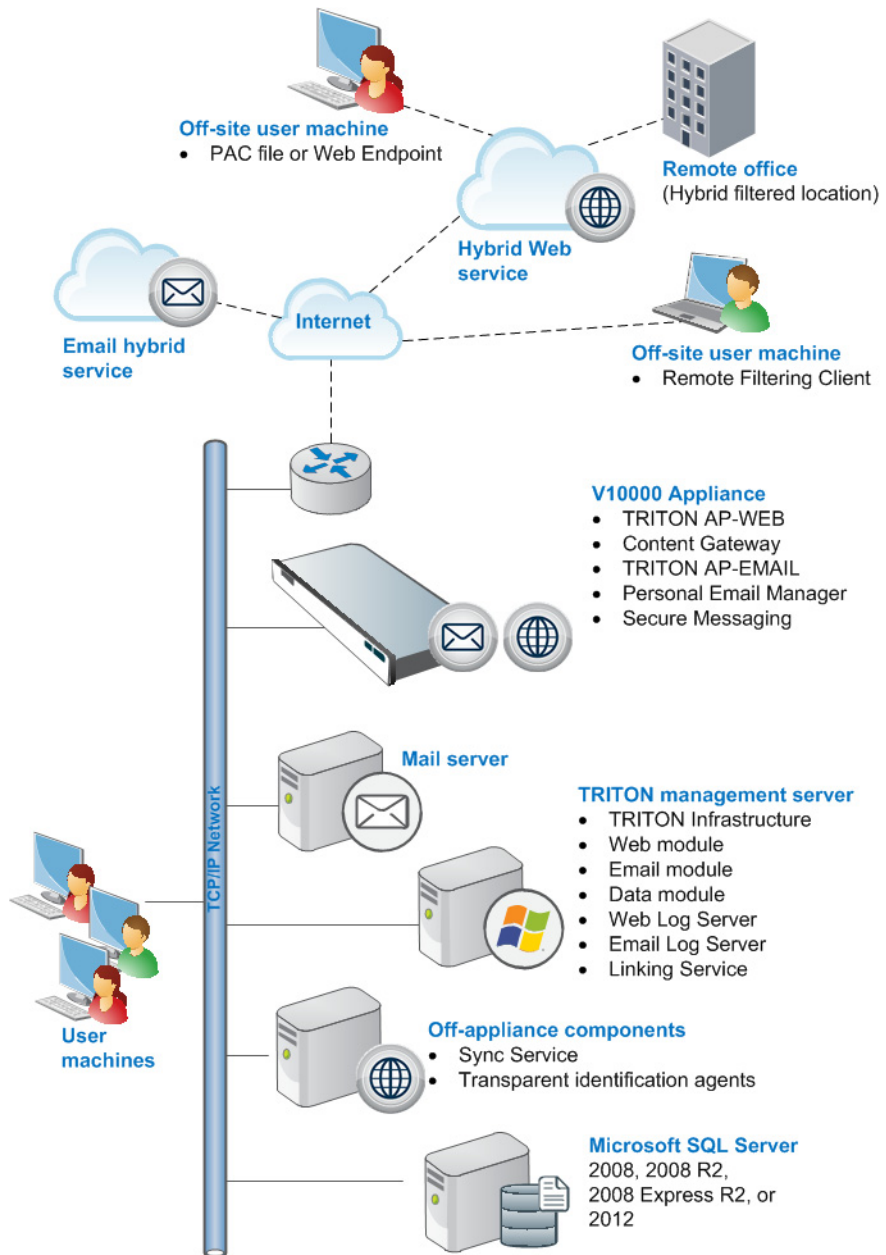 Off-site user machine
• PAC file or Web Endpoint
Remote office
(Hybrid filtered location)
Hybrid Web
service
Internet
Email hybrid
service
Off-site user machine
• Remote Filtering Client
V10000 Appliance
• TRITON AP-WEB
• Content Gateway
• TRITON AP-EMAIL
• Personal Email Manager
• Secure Messaging
Mail server
TCP/IP Network
TRITON management server
• TRITON Infrastructure
• Web module
• Email module
• Data module
• Web Log Server
• Email Log Server
• Linking Service
User
machines
Off-appliance components
• Sync Service
• Transparent identification agents
Microsoft SQL Server
2008, 2008 R2,
2008 Express R2, or
2012